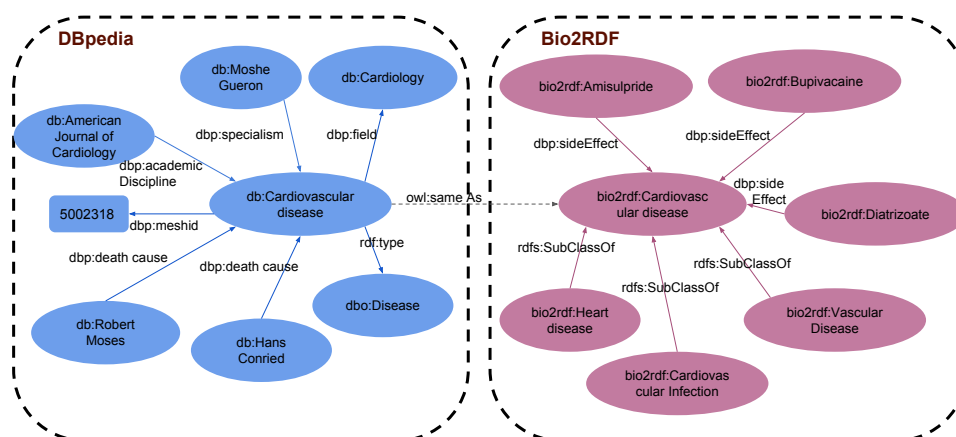 DBpedia
Bio2RDF
db:Moshe
Gueron
db:Cardiology
bio2rdf:Amisulpride
bio2rdf:Bupivacaine
db:American
Journal of
Cardiology
dbp:specialism
dbp:field
dbp:sideEffect
dbp:sideEffect
dbp:academic
Discipline
dbp:side
Effect
db:Cardiovascular
disease
owl:same As
bio2rdf:Cardiovasc
ular disease
5002318
dbp:meshid
bio2rdf:Diatrizoate
rdf:type
rdfs:SubClassOf
dbp:death cause
dbp:death cause
rdfs:SubClassOf
rdfs:SubClassOf
dbo:Disease
bio2rdf:Heart
disease
bio2rdf:Vascular
Disease
db:Robert
Moses
db:Hans
Conried
bio2rdf:Cardiovas
cular Infection